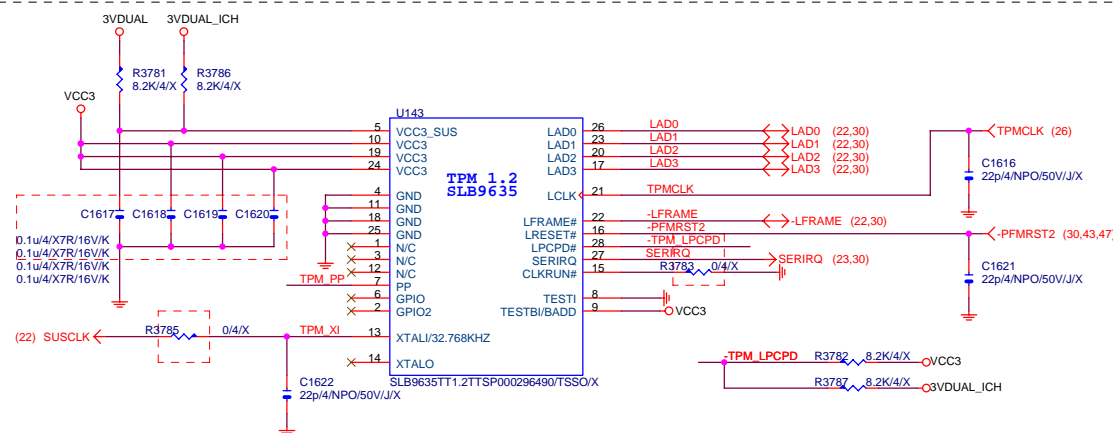 3VDUAL 3VDUAL_ICH
R3781
8.2K/4/X
R3786
8.2K/4/X
VCC3
U143
TPM 1.2
SLB9635
5 VCC3_SUS
10 VCC3
19 VCC3
24 VCC3
4 GND
11 GND
18 GND
25 GND
1 N/C
3 N/C
12 N/C
TPM_PP 7 PP
6 GPIO
2 GPIO2
TPM_XI 13 XTALI/32.768KHZ
14 XTALO
LAD0 26 LAD0 LAD0 (22,30)
LAD1 23 LAD1 LAD1 (22,30)
LAD2 20 LAD2 LAD2 (22,30)
LAD3 17 LAD3 LAD3 (22,30)
LCLK 21 TPMCLK
LFRAME# 22 -LFRAME -LFRAME (22,30)
LRESET# 16 -PFMRST2
LPCPD# 28 -TPM_LPCPD
SERIRQ 27 SERIRQ SERIRQ (23,30)
CLKRUN# 15 R3783 0/4/X
TESTI 8
TESTBI/BADD 9 VCC3
SLB9635TT1.2TTSP000296490/TSSO/X
TPMCLK (26)
C1616
22p/4/NPO/50V/J/X
-PFMRST2 (30,43,47)
C1621
22p/4/NPO/50V/J/X
C1617 C1618 C1619 C1620
0.1u/4/X7R/16V/K
0.1u/4/X7R/16V/K
0.1u/4/X7R/16V/K
0.1u/4/X7R/16V/K
(22) SUSCLK R3785 0/4/X
C1622
22p/4/NPO/50V/J/X
-TPM_LPCPD R3782 8.2K/4/X VCC3
R3787 8.2K/4/X 3VDUAL_ICH